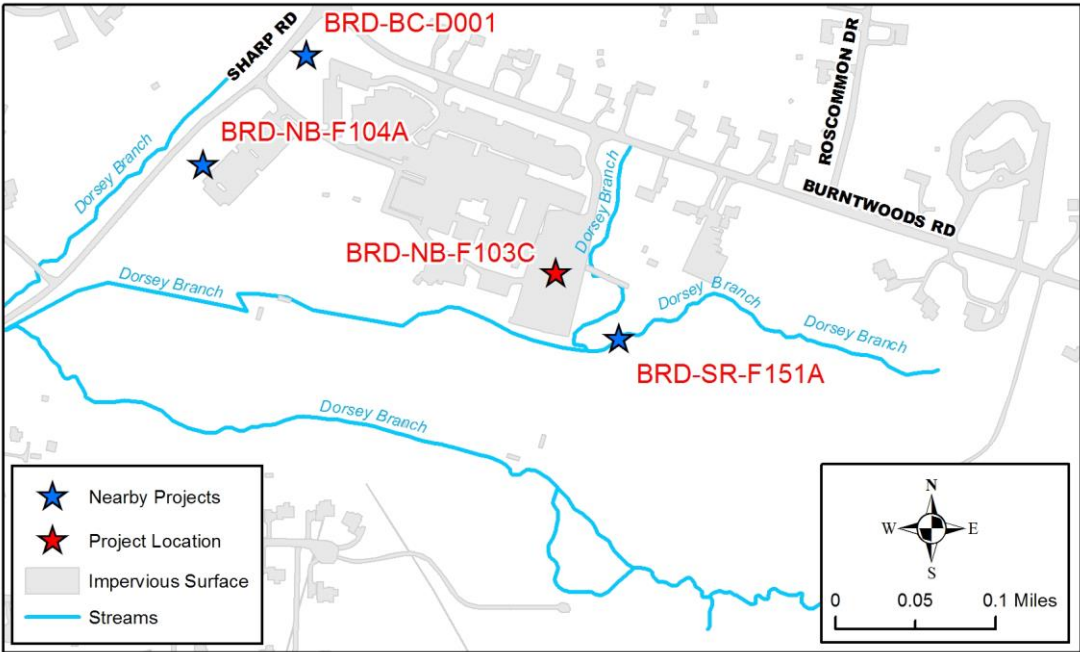 BRD-BC-D001
SHARP RD
ROSCOMMON DR
BRD-NB-F104A
Dorsey Branch
Dorsey Branch
BURNTWOODS RD
BRD-NB-F103C
Dorsey Branch
Dorsey Branch
Dorsey Branch
BRD-SR-F151A
Dorsey Branch
Nearby Projects
Project Location
Impervious Surface
Streams
N
W E
S
0 0.05 0.1 Miles